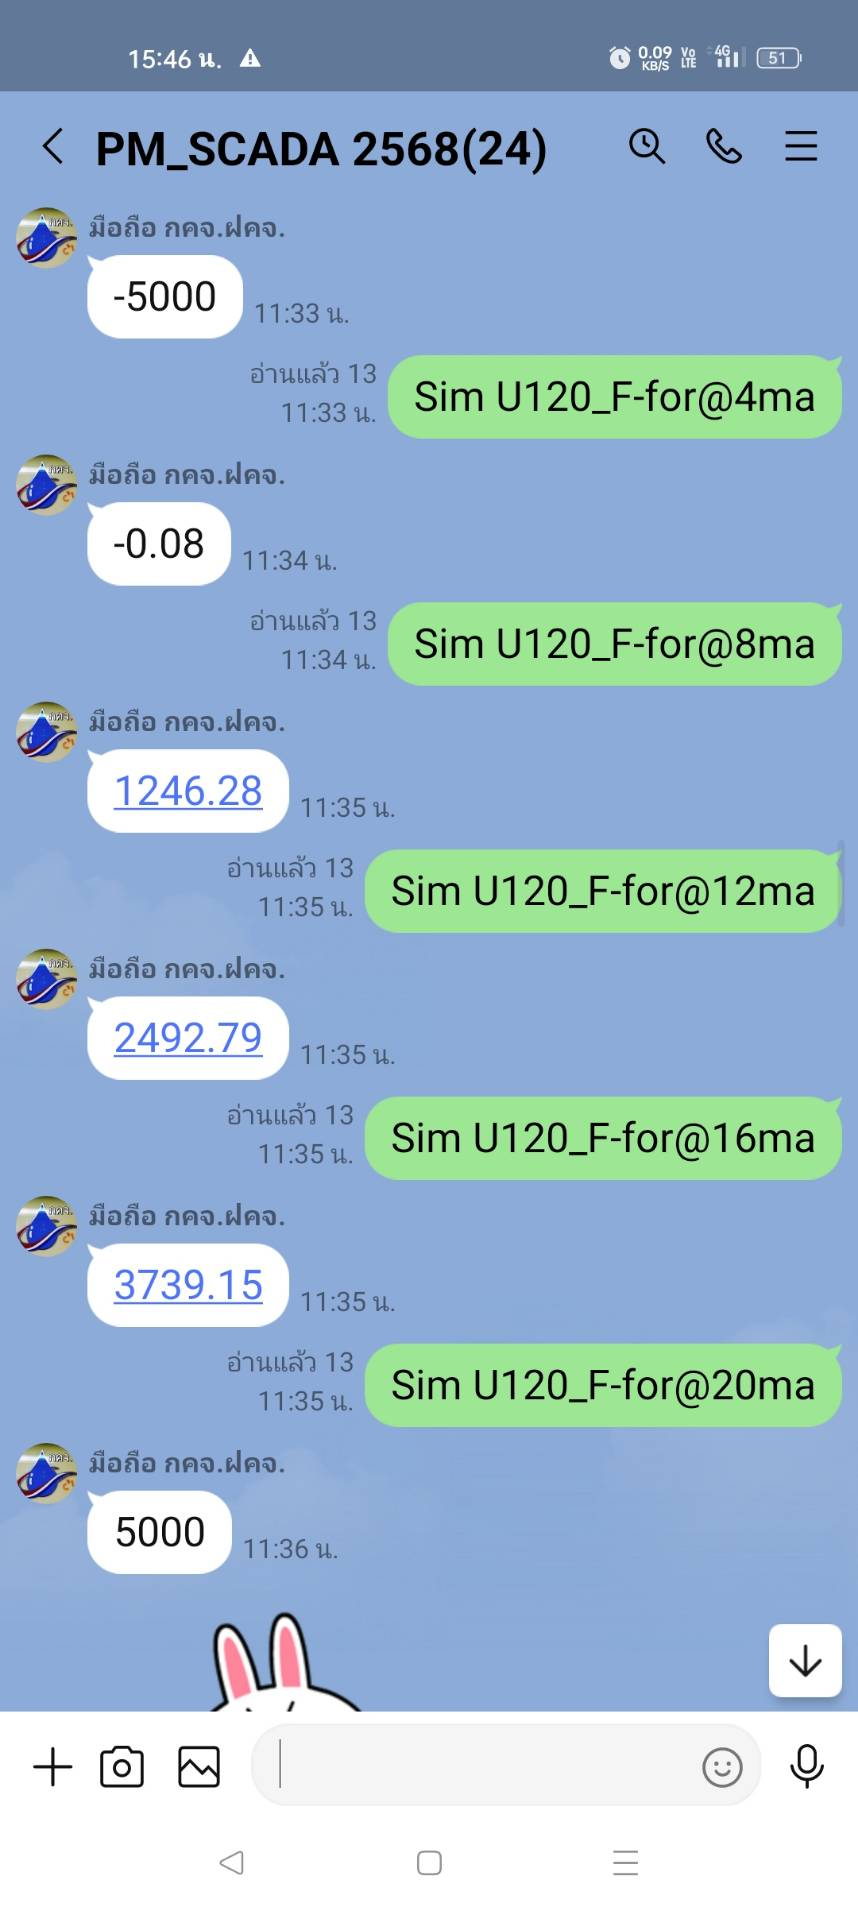 15:46 น.
0.09 KB/S Vo LTE 4G 51
PM_SCADA 2568(24)
มือถือ กคจ.ฝคจ.
-5000
11:33 น.
อ่านแล้ว 13
11:33 น.
Sim U120_F-for@4ma
มือถือ กคจ.ฝคจ.
-0.08
11:34 น.
อ่านแล้ว 13
11:34 น.
Sim U120_F-for@8ma
มือถือ กคจ.ฝคจ.
1246.28
11:35 น.
อ่านแล้ว 13
11:35 น.
Sim U120_F-for@12ma
มือถือ กคจ.ฝคจ.
2492.79
11:35 น.
อ่านแล้ว 13
11:35 น.
Sim U120_F-for@16ma
มือถือ กคจ.ฝคจ.
3739.15
11:35 น.
อ่านแล้ว 13
11:35 น.
Sim U120_F-for@20ma
มือถือ กคจ.ฝคจ.
5000
11:36 น.